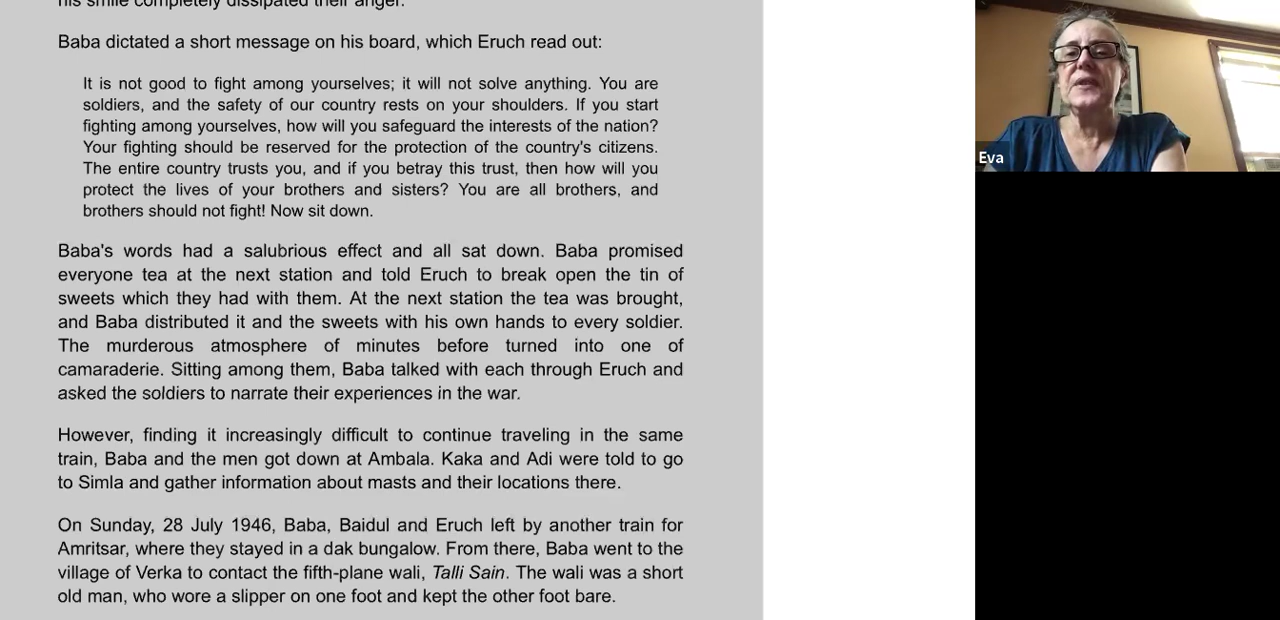 his smile completely dissipated their anger.
Baba dictated a short message on his board, which Eruch read out:
It is not good to fight among yourselves; it will not solve anything. You are
soldiers, and the safety of our country rests on your shoulders. If you start
fighting among yourselves, how will you safeguard the interests of the nation?
Your fighting should be reserved for the protection of the country's citizens.
The entire country trusts you, and if you betray this trust, then how will you
protect the lives of your brothers and sisters? You are all brothers, and
brothers should not fight! Now sit down.
Baba's words had a salubrious effect and all sat down. Baba promised
everyone tea at the next station and told Eruch to break open the tin of
sweets which they had with them. At the next station the tea was brought,
and Baba distributed it and the sweets with his own hands to every soldier.
The murderous atmosphere of minutes before turned into one of
camaraderie. Sitting among them, Baba talked with each through Eruch and
asked the soldiers to narrate their experiences in the war.
However, finding it increasingly difficult to continue traveling in the same
train, Baba and the men got down at Ambala. Kaka and Adi were told to go
to Simla and gather information about masts and their locations there.
On Sunday, 28 July 1946, Baba, Baidul and Eruch left by another train for
Amritsar, where they stayed in a dak bungalow. From there, Baba went to the
village of Verka to contact the fifth-plane wali, Talli Sain. The wali was a short
old man, who wore a slipper on one foot and kept the other foot bare.
Eva